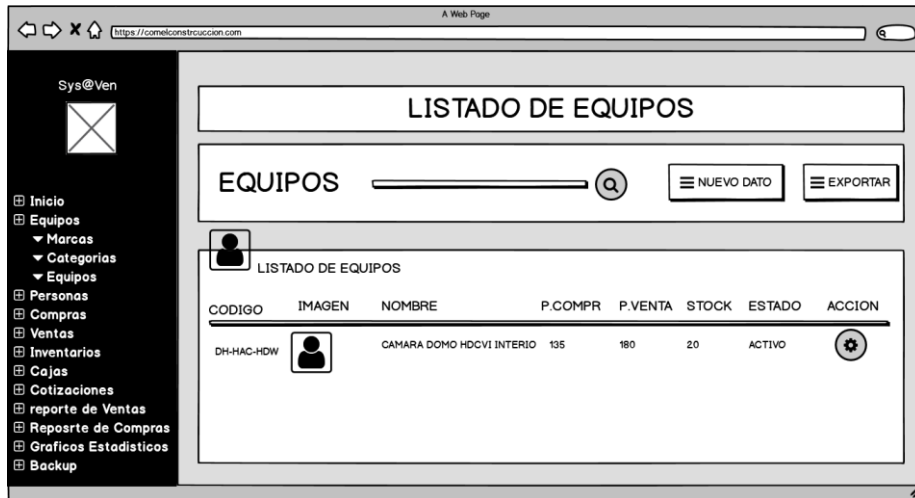 A Web Page
https://comelconstrcuccion.com
Sys@Ven
Inicio
Equipos
Marcas
Categorias
Equipos
Personas
Compras
Ventas
Inventarios
Cajas
Cotizaciones
reporte de Ventas
Reposrte de Compras
Graficos Estadisticos
Backup
LISTADO DE EQUIPOS
EQUIPOS NUEVO DATO EXPORTAR
LISTADO DE EQUIPOS
CODIGO IMAGEN NOMBRE P.COMPR P.VENTA STOCK ESTADO ACCION
DH-HAC-HDW CAMARA DOMO HDCVI INTERIO 135 180 20 ACTIVO